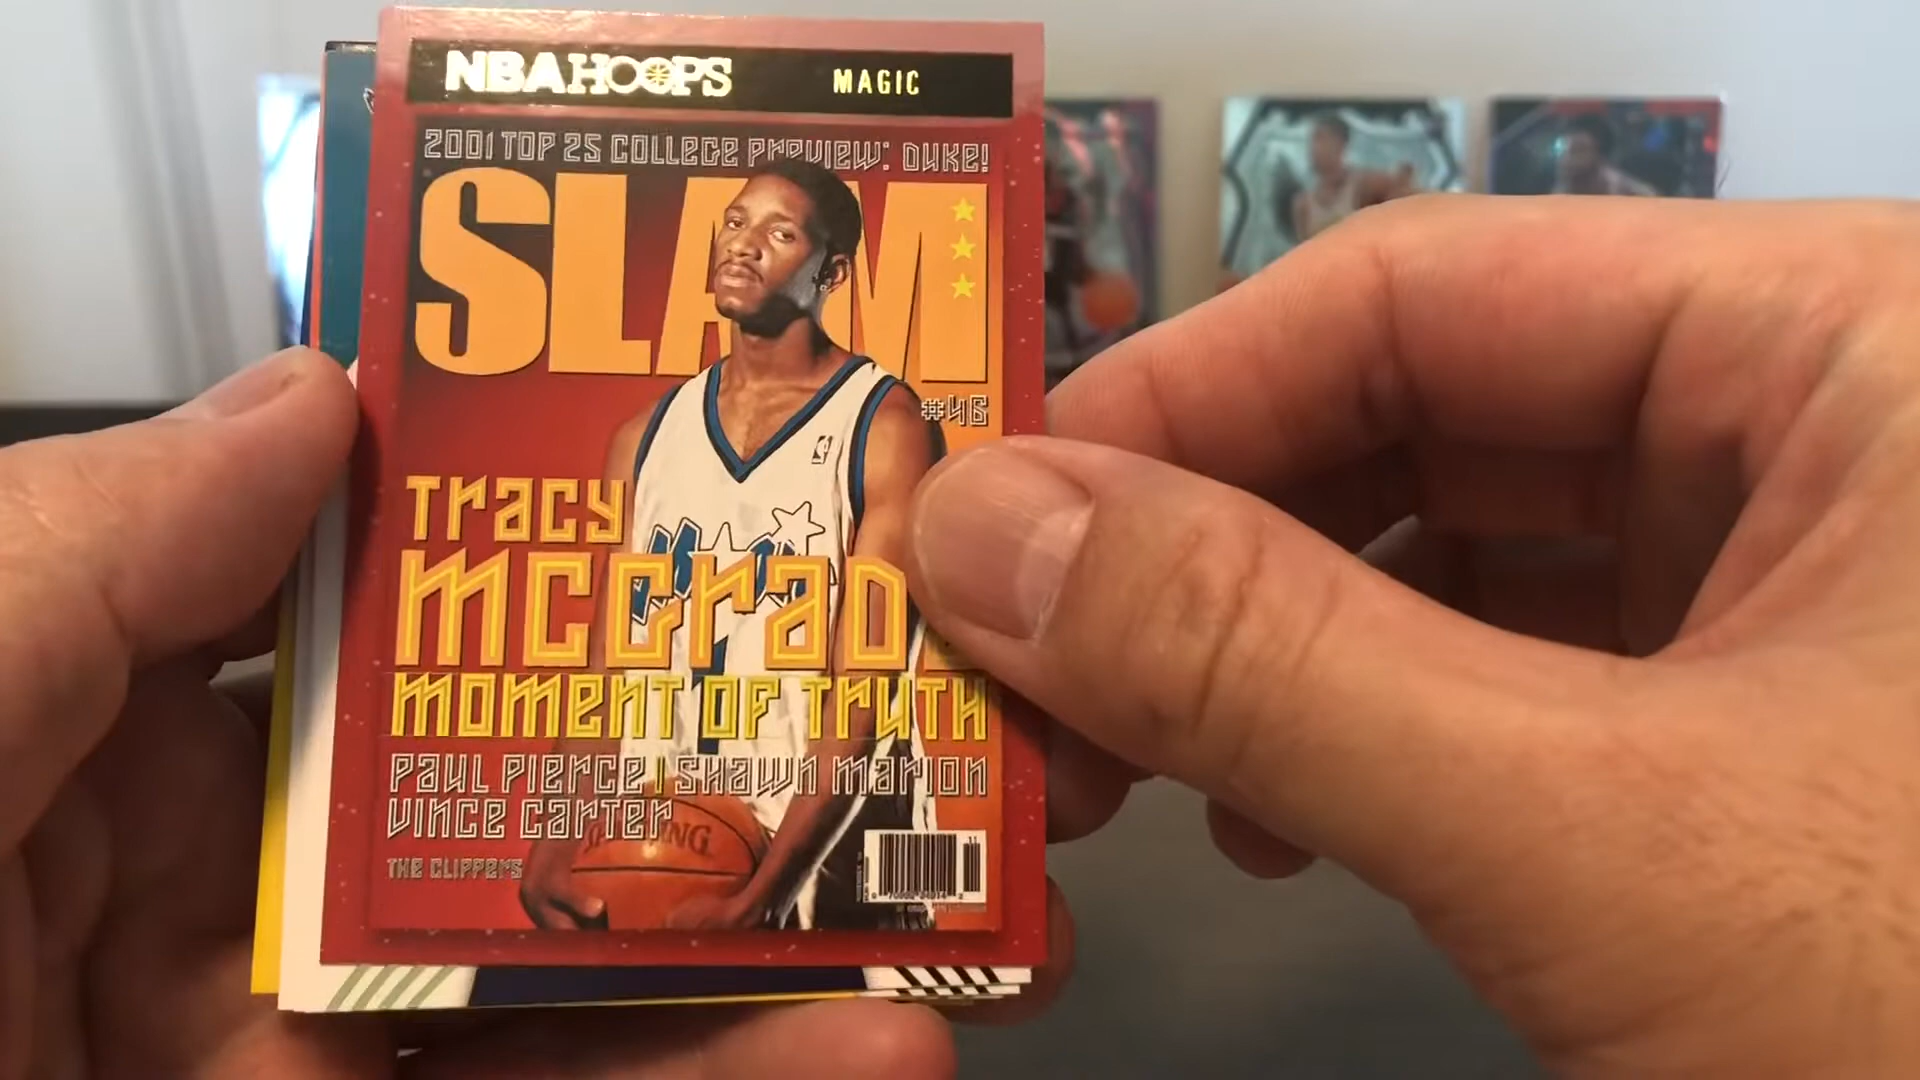 NBA HOOPS MAGIC
2001 TOP 25 COLLEGE PREVIEW: DUKE!
SLAM
#46
TRACY
MCGRAD
MOMENT OF TRUTH
PAUL PIERCE | SHAWN MARION
VINCE CARTER
THE CLIPPERS